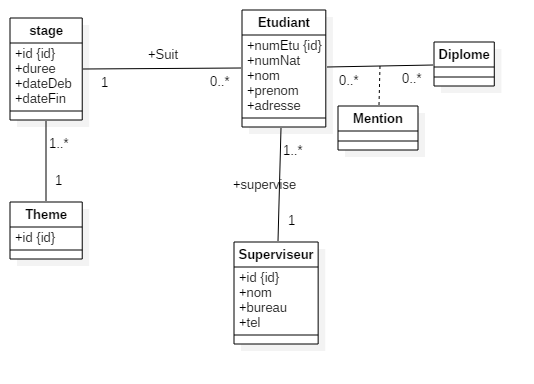 stage
+id {id}
+duree
+dateDeb
+dateFin
+Suit
1
0..*
Etudiant
+numEtu {id}
+numNat
+nom
+prenom
+adresse
0..*
0..*
Diplome
Mention
1..*
1
Theme
+id {id}
1..*
+supervise
1
Superviseur
+id {id}
+nom
+bureau
+tel